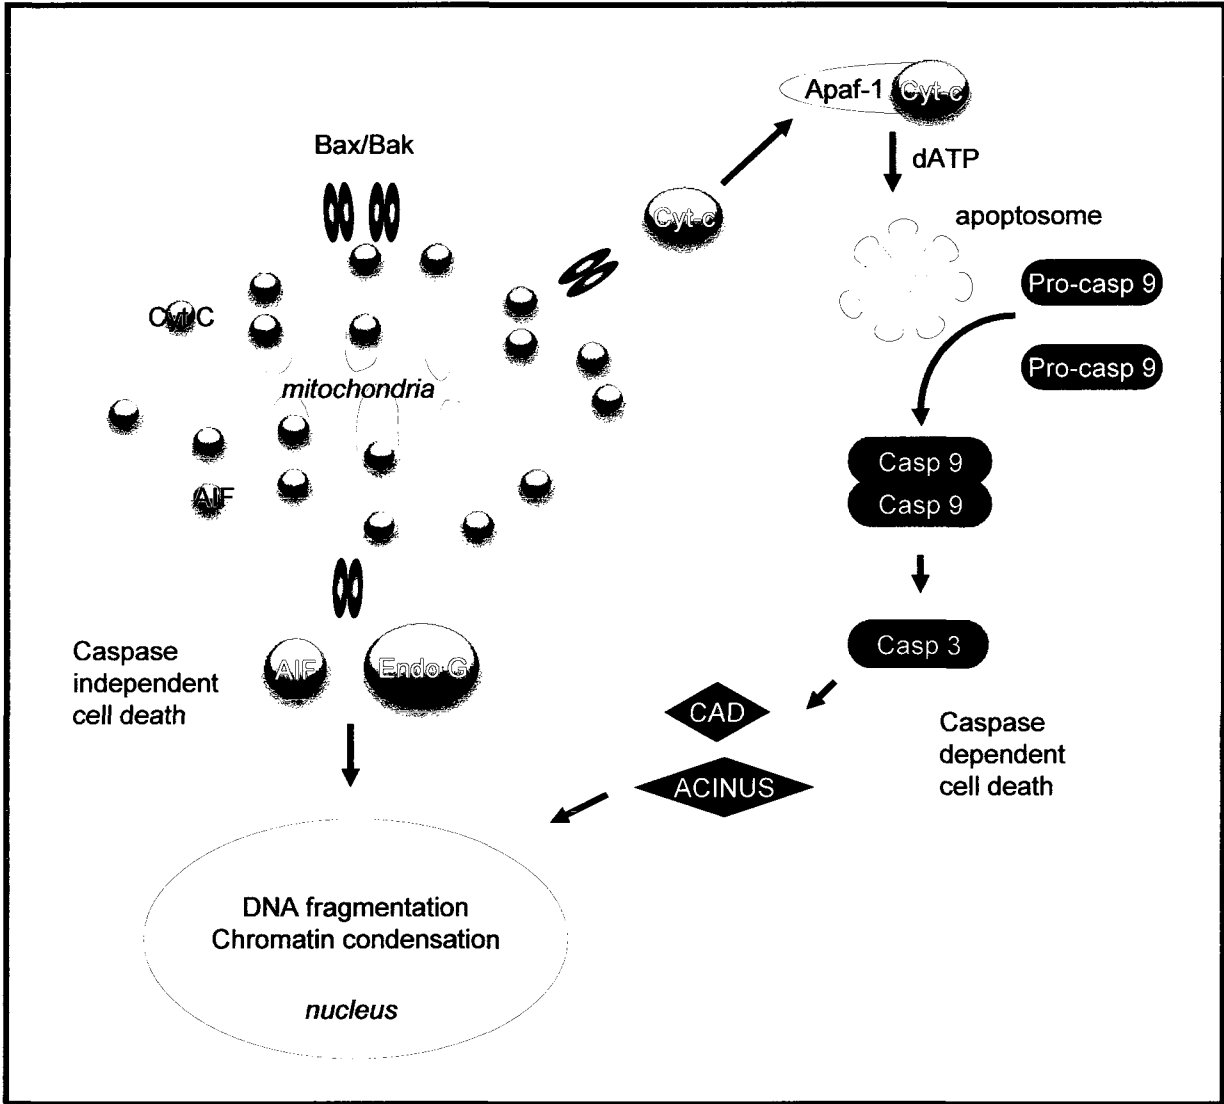 Apaf-1
Cyt-c
Bax/Bak
dATP
Cyt-c
apoptosome
Pro-casp 9
Cyt C
Pro-casp 9
mitochondria
Casp 9
AIF
Casp 9
Casp 3
Caspase
independent
cell death
AIF
Endo G
CAD
Caspase
dependent
cell death
ACINUS
DNA fragmentation
Chromatin condensation
nucleus